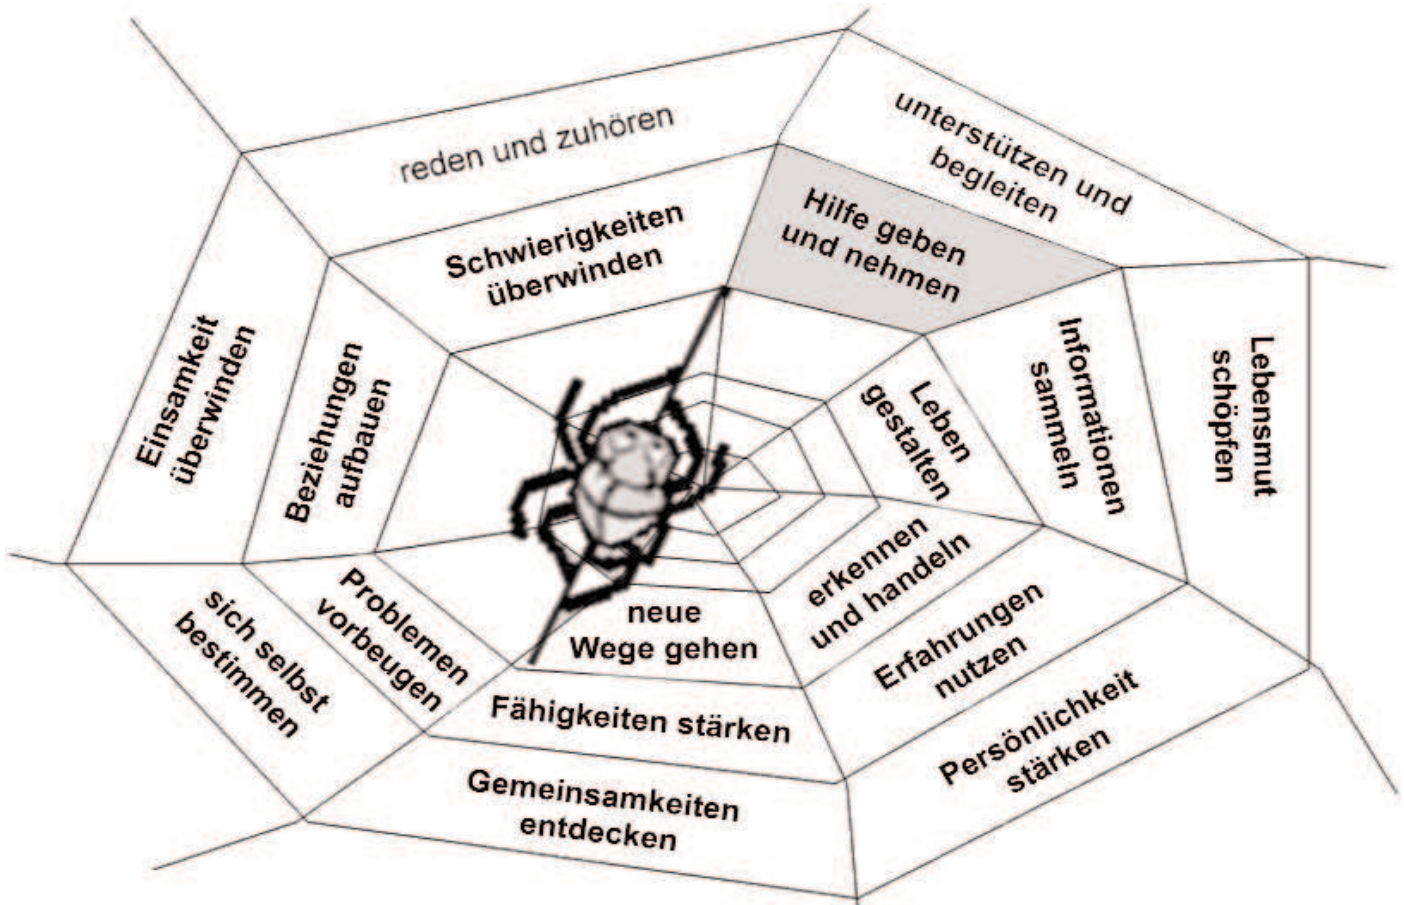 reden und zuhören
unterstützen und
begleiten
Schwierigkeiten
überwinden
Hilfe geben
und nehmen
Einsamkeit
überwinden
Beziehungen
aufbauen
Leben
gestalten
Informationen
sammeln
Lebensmut
schöpfen
erkennen
und handeln
Problemen
vorbeugen
sich selbst
bestimmen
neue
Wege gehen
Erfahrungen
nutzen
Fähigkeiten stärken
Persönlichkeit
stärken
Gemeinsamkeiten
entdecken